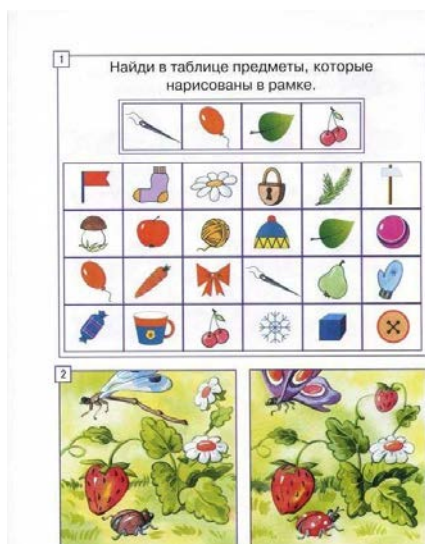 1
Найди в таблице предметы, которые
нарисованы в рамке.
2